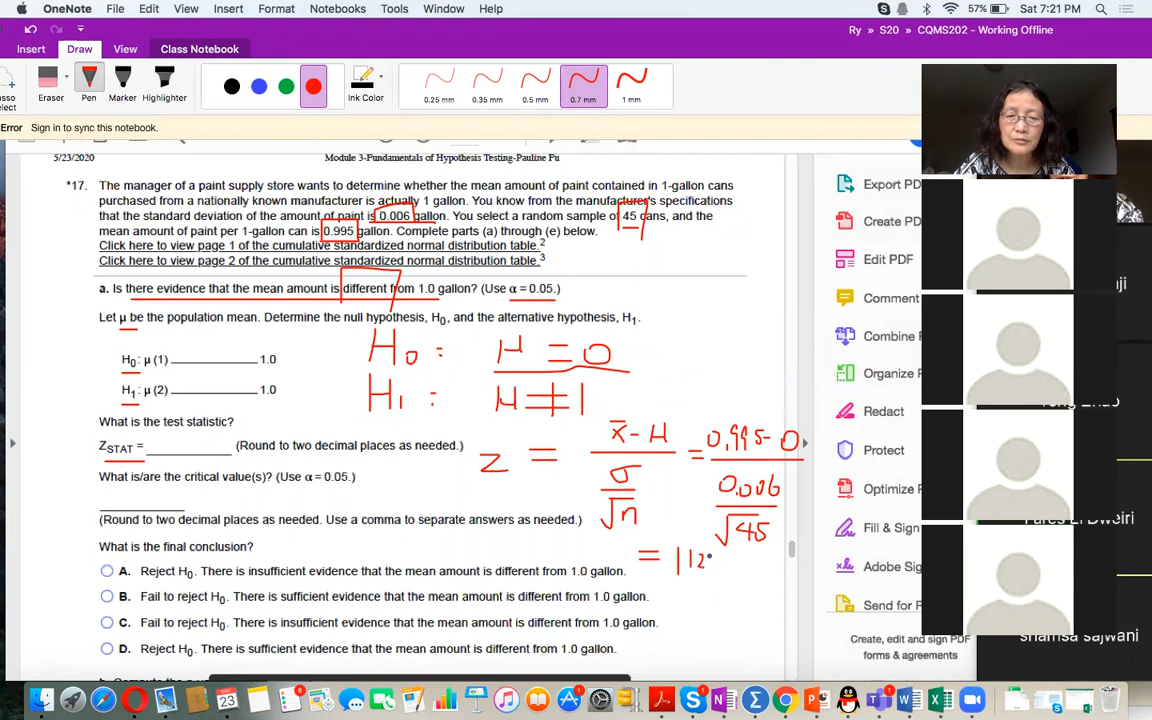 OneNote File Edit View Insert Format Notebooks Tools Window Help 57% Sat 7:21 PM
Ry » S20 » CQMS202 - Working Offline
Insert Draw View Class Notebook
Eraser Pen Marker Highlighter Ink Color 0.25 mm 0.35 mm 0.5 mm 0.7 mm 1 mm
Error Sign in to sync this notebook.
5/23/2020 Module 3-Fundamentals of Hypothesis Testing-Pauline Fu
*17. The manager of a paint supply store wants to determine whether the mean amount of paint contained in 1-gallon cans
purchased from a nationally known manufacturer is actually 1 gallon. You know from the manufacturer's specifications
that the standard deviation of the amount of paint is 0.006 gallon. You select a random sample of 45 cans, and the
mean amount of paint per 1-gallon can is 0.995 gallon. Complete parts (a) through (e) below.
Click here to view page 1 of the cumulative standardized normal distribution table.2
Click here to view page 2 of the cumulative standardized normal distribution table.3
a. Is there evidence that the mean amount is different from 1.0 gallon? (Use α = 0.05.)
Let μ be the population mean. Determine the null hypothesis, H0, and the alternative hypothesis, H1.
H0: μ (1) ____________ 1.0
H1: μ (2) ____________ 1.0
H0 : μ = 0
H1 : μ ≠ 1
What is the test statistic?
ZSTAT = ____________ (Round to two decimal places as needed.)
z = x̄ - μ / σ / √n = 0.995 - 0 / 0.006 / √45
= 112
What is/are the critical value(s)? (Use α = 0.05.)
____________
(Round to two decimal places as needed. Use a comma to separate answers as needed.)
What is the final conclusion?
A. Reject H0. There is insufficient evidence that the mean amount is different from 1.0 gallon.
B. Fail to reject H0. There is sufficient evidence that the mean amount is different from 1.0 gallon.
C. Fail to reject H0. There is insufficient evidence that the mean amount is different from 1.0 gallon.
D. Reject H0. There is sufficient evidence that the mean amount is different from 1.0 gallon.
Export PD
Create PD
Edit PDF
Comment
Combine
Organize
Redact
Protect
Optimize
Fill & Sign
Adobe Sig
Send for R
Convert, edit and sign PDF
forms & agreements
Fares El Dweiri
shamsa sajwani
MAY
23
8